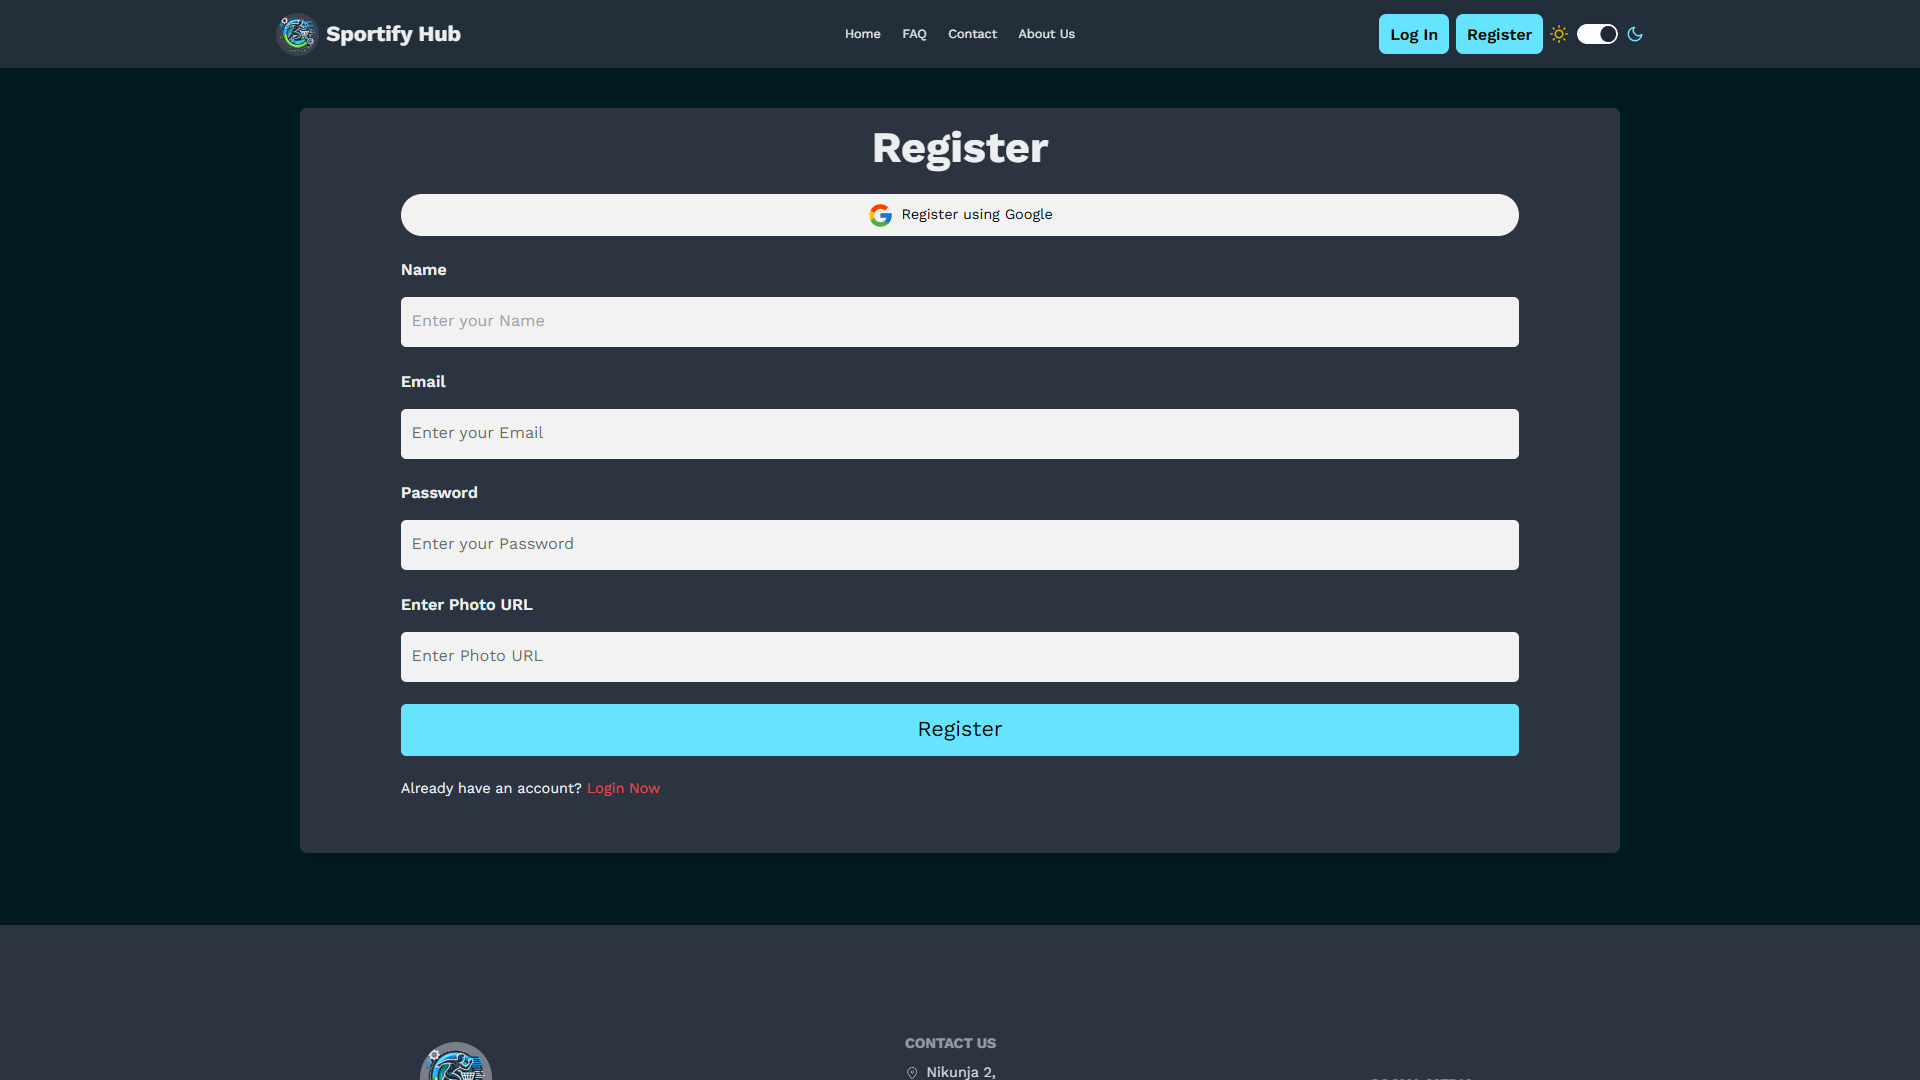 Sportify Hub
Home FAQ Contact About Us
Log In Register
Register
Register using Google
Name
Enter your Name
Email
Enter your Email
Password
Enter your Password
Enter Photo URL
Enter Photo URL
Register
Already have an account? Login Now
CONTACT US
Nikunja 2,